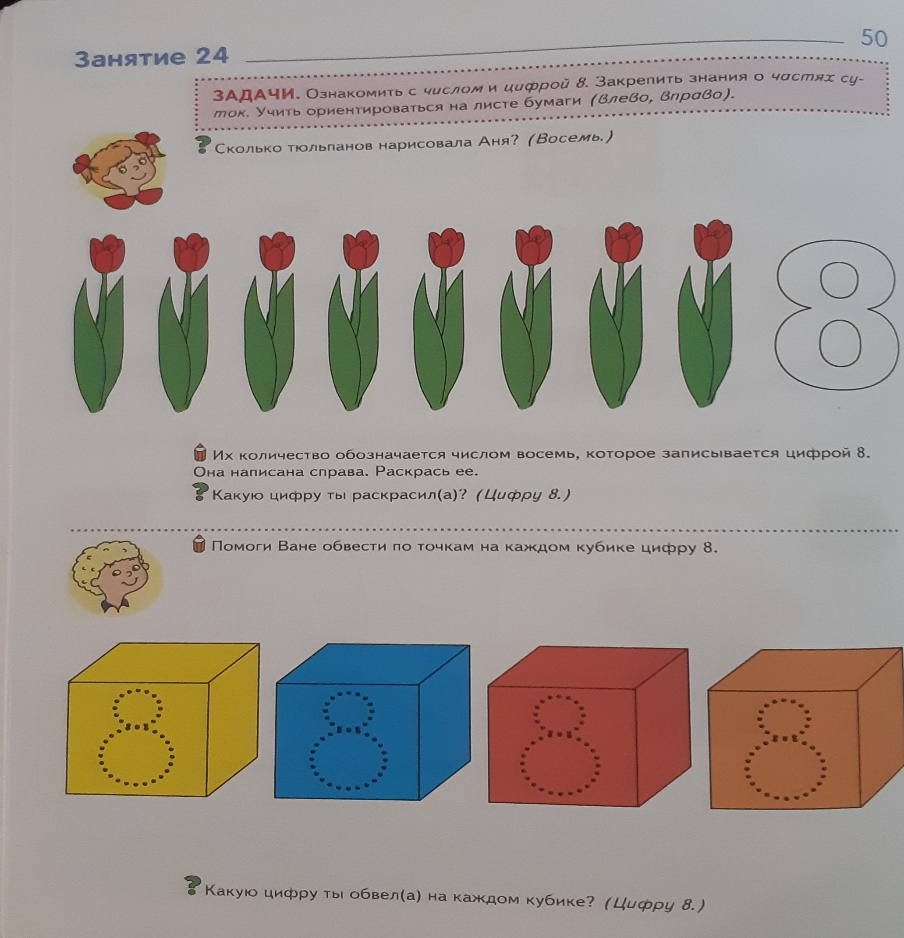 Занятие 24
50
ЗАДАЧИ. Ознакомить с числом и цифрой 8. Закрепить знания о частях су-
ток. Учить ориентироваться на листе бумаги (влево, вправо).
? Сколько тюльпанов нарисовала Аня? (Восемь.)
8
Их количество обозначается числом восемь, которое записывается цифрой 8.
Она написана справа. Раскрась ее.
? Какую цифру ты раскрасил(а)? (Цифру 8.)
Помоги Ване обвести по точкам на каждом кубике цифру 8.
8 8 8 8
? Какую цифру ты обвел(а) на каждом кубике? (Цифру 8.)